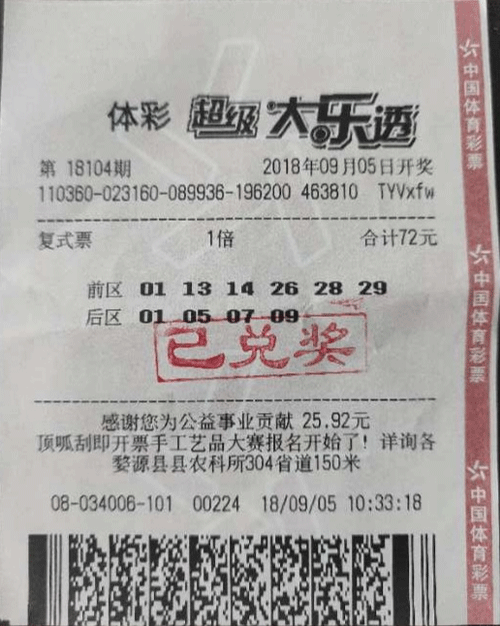 体彩 超级大乐透
第 18104期 2018年09月05日开奖
110360-023160-089936-196200 463810 TYVxfw
复式票 1倍 合计72元
前区 01 13 14 26 28 29
后区 01 05 07 09
已兑奖
感谢您为公益事业贡献 25.92元
顶呱刮即开票手工艺品大赛报名开始了! 详询各
婺源县县农科所304省道150米
08-034006-101 00224 18/09/05 10:33:18
中国体育彩票
中国体育彩票
中国体育彩票